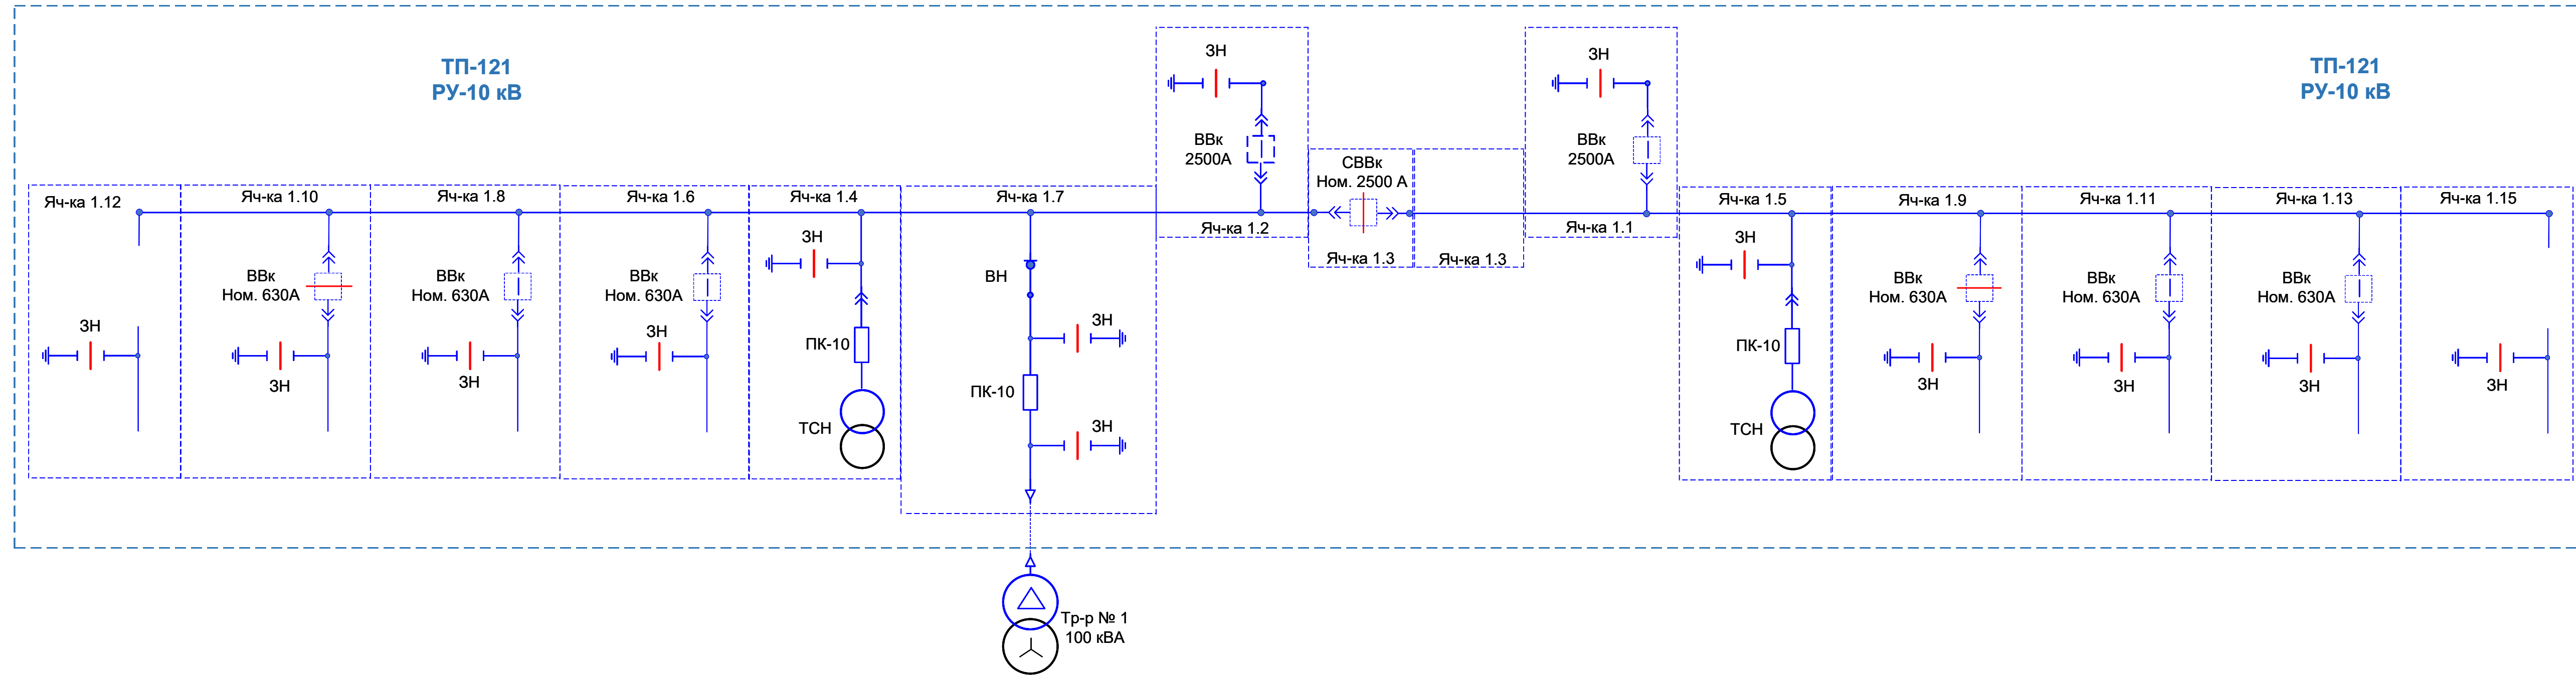 ТП-121
РУ-10 кВ
ТП-121
РУ-10 кВ
Яч-ка 1.12
ЗН
Яч-ка 1.10
ВВк
Ном. 630А
ЗН
Яч-ка 1.8
ВВк
Ном. 630А
ЗН
Яч-ка 1.6
ВВк
Ном. 630А
ЗН
Яч-ка 1.4
ЗН
ПК-10
ТСН
Яч-ка 1.7
ВН
ЗН
ПК-10
ЗН
Тр-р № 1
100 кВА
ЗН
ВВк
2500А
Яч-ка 1.2
СВВк
Ном. 2500 А
Яч-ка 1.3
Яч-ка 1.3
ЗН
ВВк
2500А
Яч-ка 1.1
Яч-ка 1.5
ЗН
ПК-10
ТСН
Яч-ка 1.9
ВВк
Ном. 630А
ЗН
Яч-ка 1.11
ВВк
Ном. 630А
ЗН
Яч-ка 1.13
ВВк
Ном. 630А
ЗН
Яч-ка 1.15
ЗН